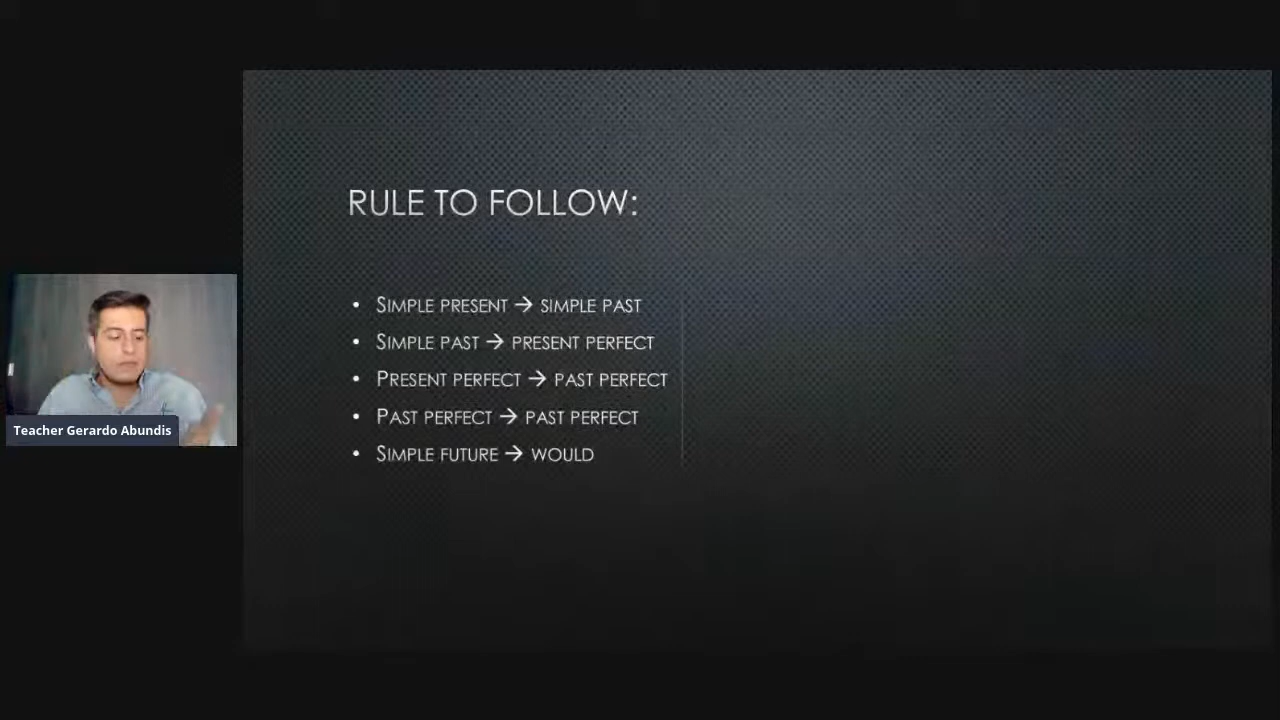 RULE TO FOLLOW:
• SIMPLE PRESENT → SIMPLE PAST
• SIMPLE PAST → PRESENT PERFECT
• PRESENT PERFECT → PAST PERFECT
• PAST PERFECT → PAST PERFECT
• SIMPLE FUTURE → WOULD
Teacher Gerardo Abundis